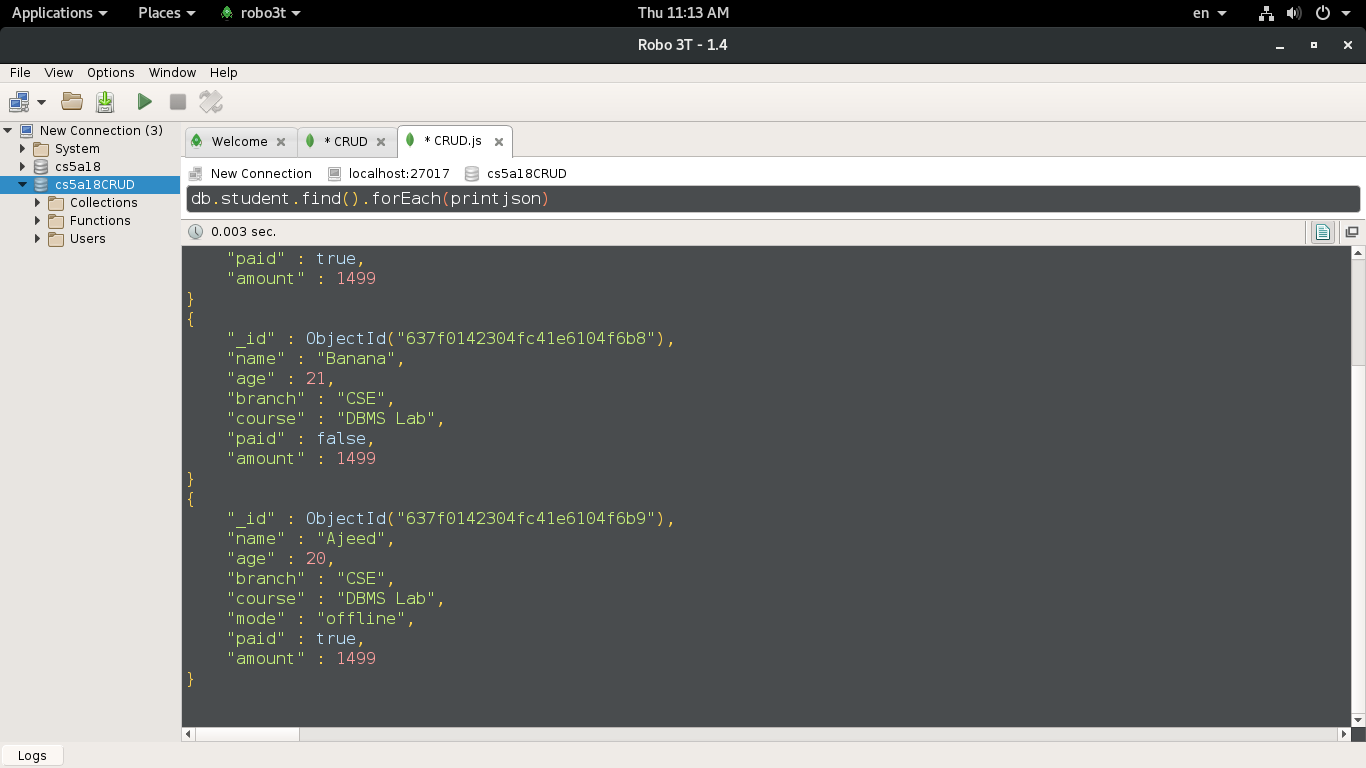 Applications Places robo3t Thu 11:13 AM en
Robo 3T - 1.4
File View Options Window Help
New Connection (3)
System
cs5a18
cs5a18CRUD
Collections
Functions
Users
Welcome * CRUD * CRUD.js
New Connection localhost:27017 cs5a18CRUD
db.student.find().forEach(printjson)
0.003 sec.
"paid" : true,
"amount" : 1499
}
{
"_id" : ObjectId("637f0142304fc41e6104f6b8"),
"name" : "Banana",
"age" : 21,
"branch" : "CSE",
"course" : "DBMS Lab",
"paid" : false,
"amount" : 1499
}
{
"_id" : ObjectId("637f0142304fc41e6104f6b9"),
"name" : "Ajeed",
"age" : 20,
"branch" : "CSE",
"course" : "DBMS Lab",
"mode" : "offline",
"paid" : true,
"amount" : 1499
}
Logs